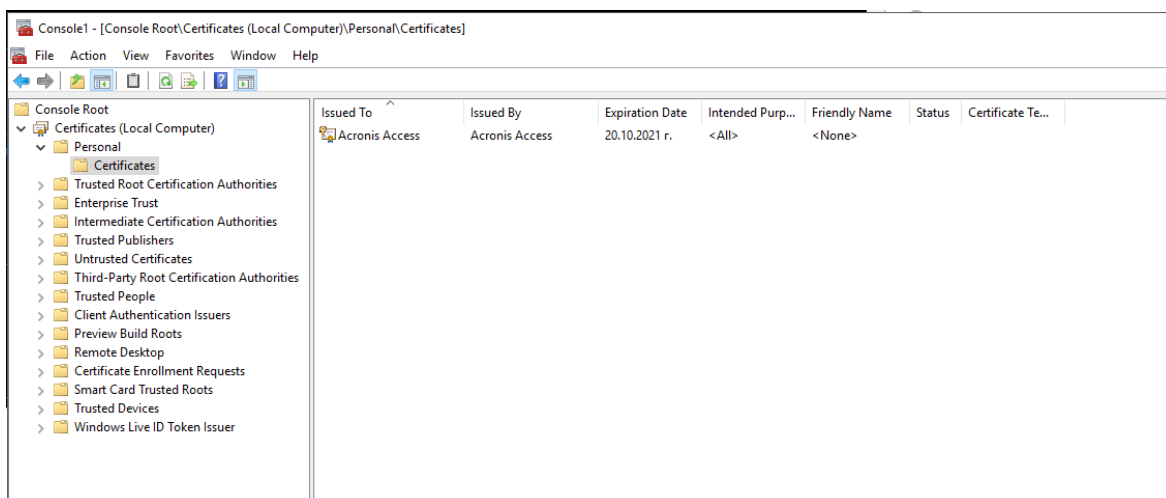 Console1 - [Console Root\Certificates (Local Computer)\Personal\Certificates]
File Action View Favorites Window Help
Console Root
Certificates (Local Computer)
Personal
Certificates
Trusted Root Certification Authorities
Enterprise Trust
Intermediate Certification Authorities
Trusted Publishers
Untrusted Certificates
Third-Party Root Certification Authorities
Trusted People
Client Authentication Issuers
Preview Build Roots
Remote Desktop
Certificate Enrollment Requests
Smart Card Trusted Roots
Trusted Devices
Windows Live ID Token Issuer
Issued To Issued By Expiration Date Intended Purp... Friendly Name Status Certificate Te...
Acronis Access Acronis Access 20.10.2021 г. <All> <None>